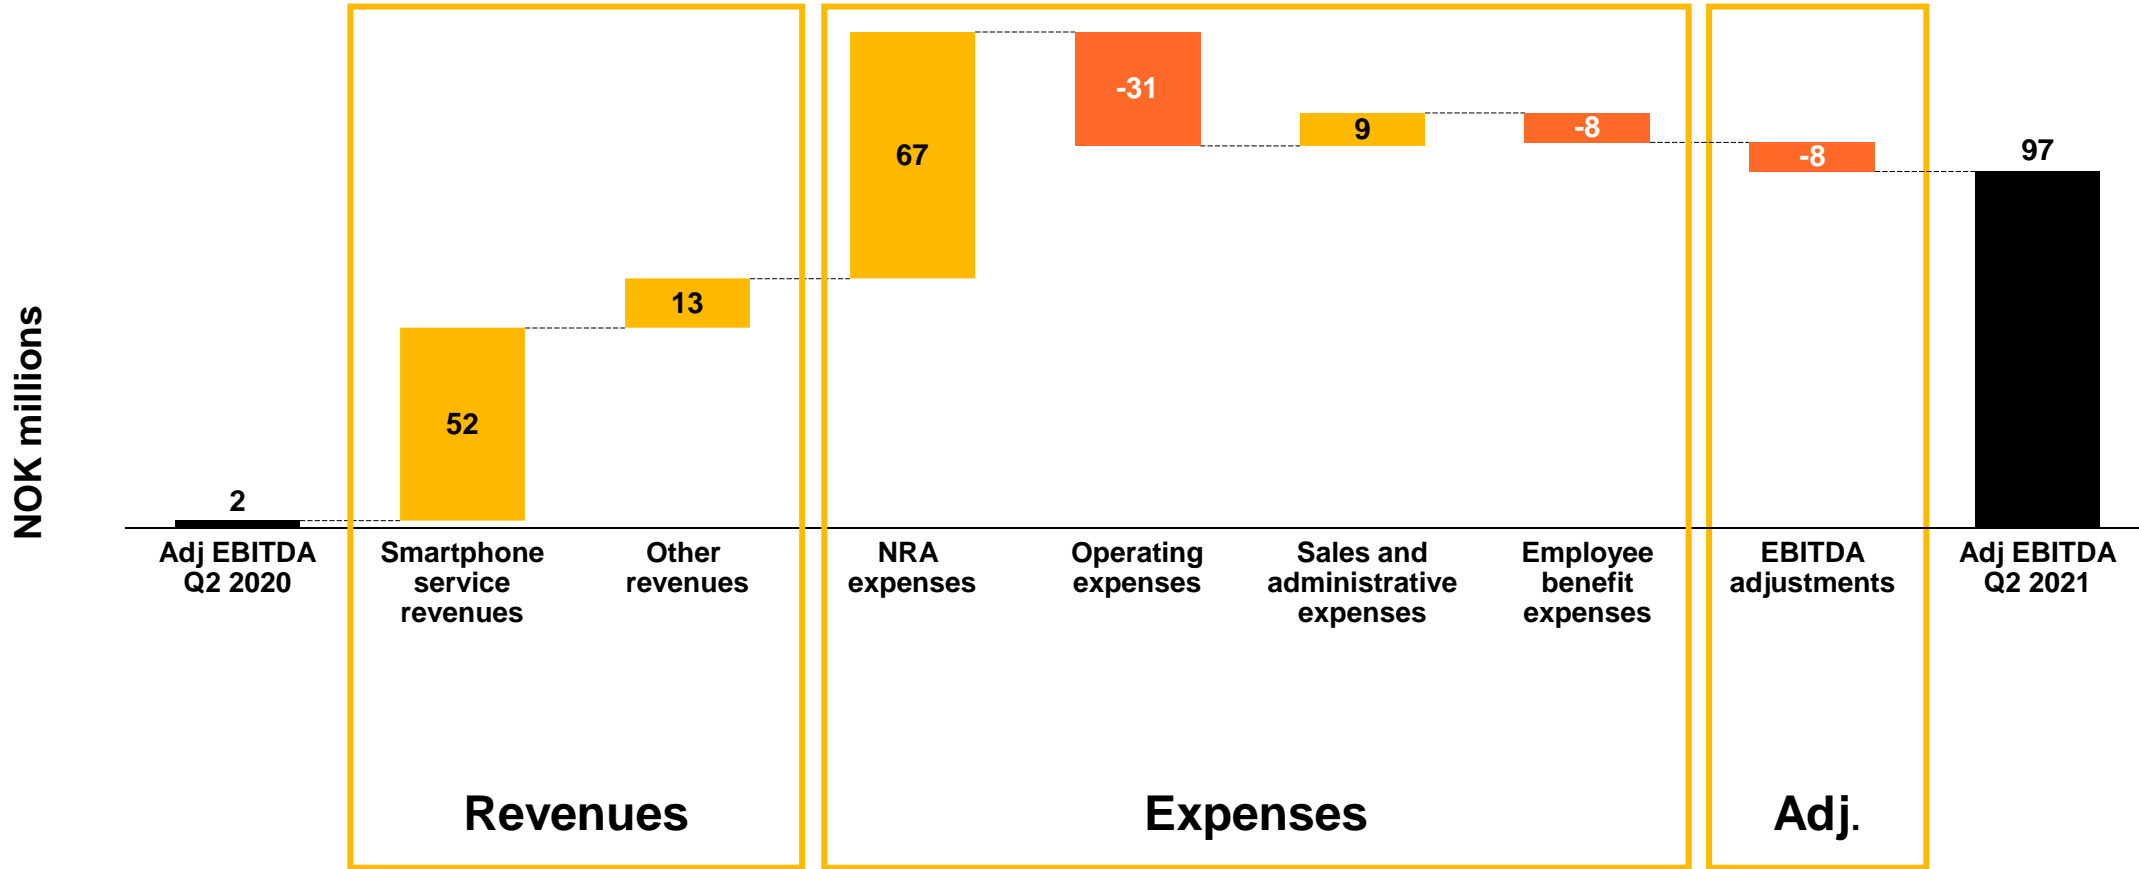 NOK millions
2
52
13
67
-31
9
-8
-8
97
Adj EBITDA
Q2 2020
Smartphone
service
revenues
Other
revenues
NRA
expenses
Operating
expenses
Sales and
administrative
expenses
Employee
benefit
expenses
EBITDA
adjustments
Adj EBITDA
Q2 2021
Revenues
Expenses
Adj.